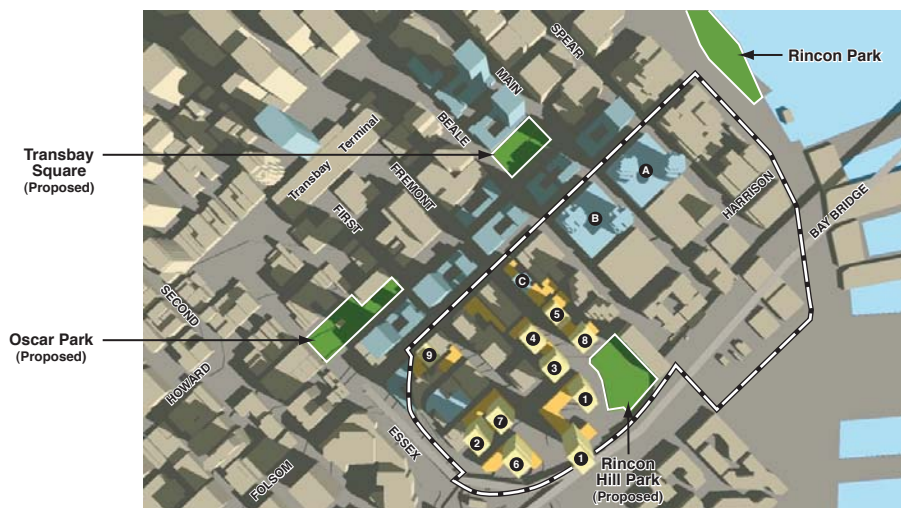 SPEAR
Rincon Park
MAIN
BEALE
Transbay
Square
(Proposed)
Transbay Terminal
FREMONT
A
HARRISON
BAY BRIDGE
FIRST
B
C
SECOND
5
Oscar Park
(Proposed)
4
8
9
3
HOWARD
1
7
ESSEX
2
6
1
Rincon
Hill Park
(Proposed)
FOLSOM